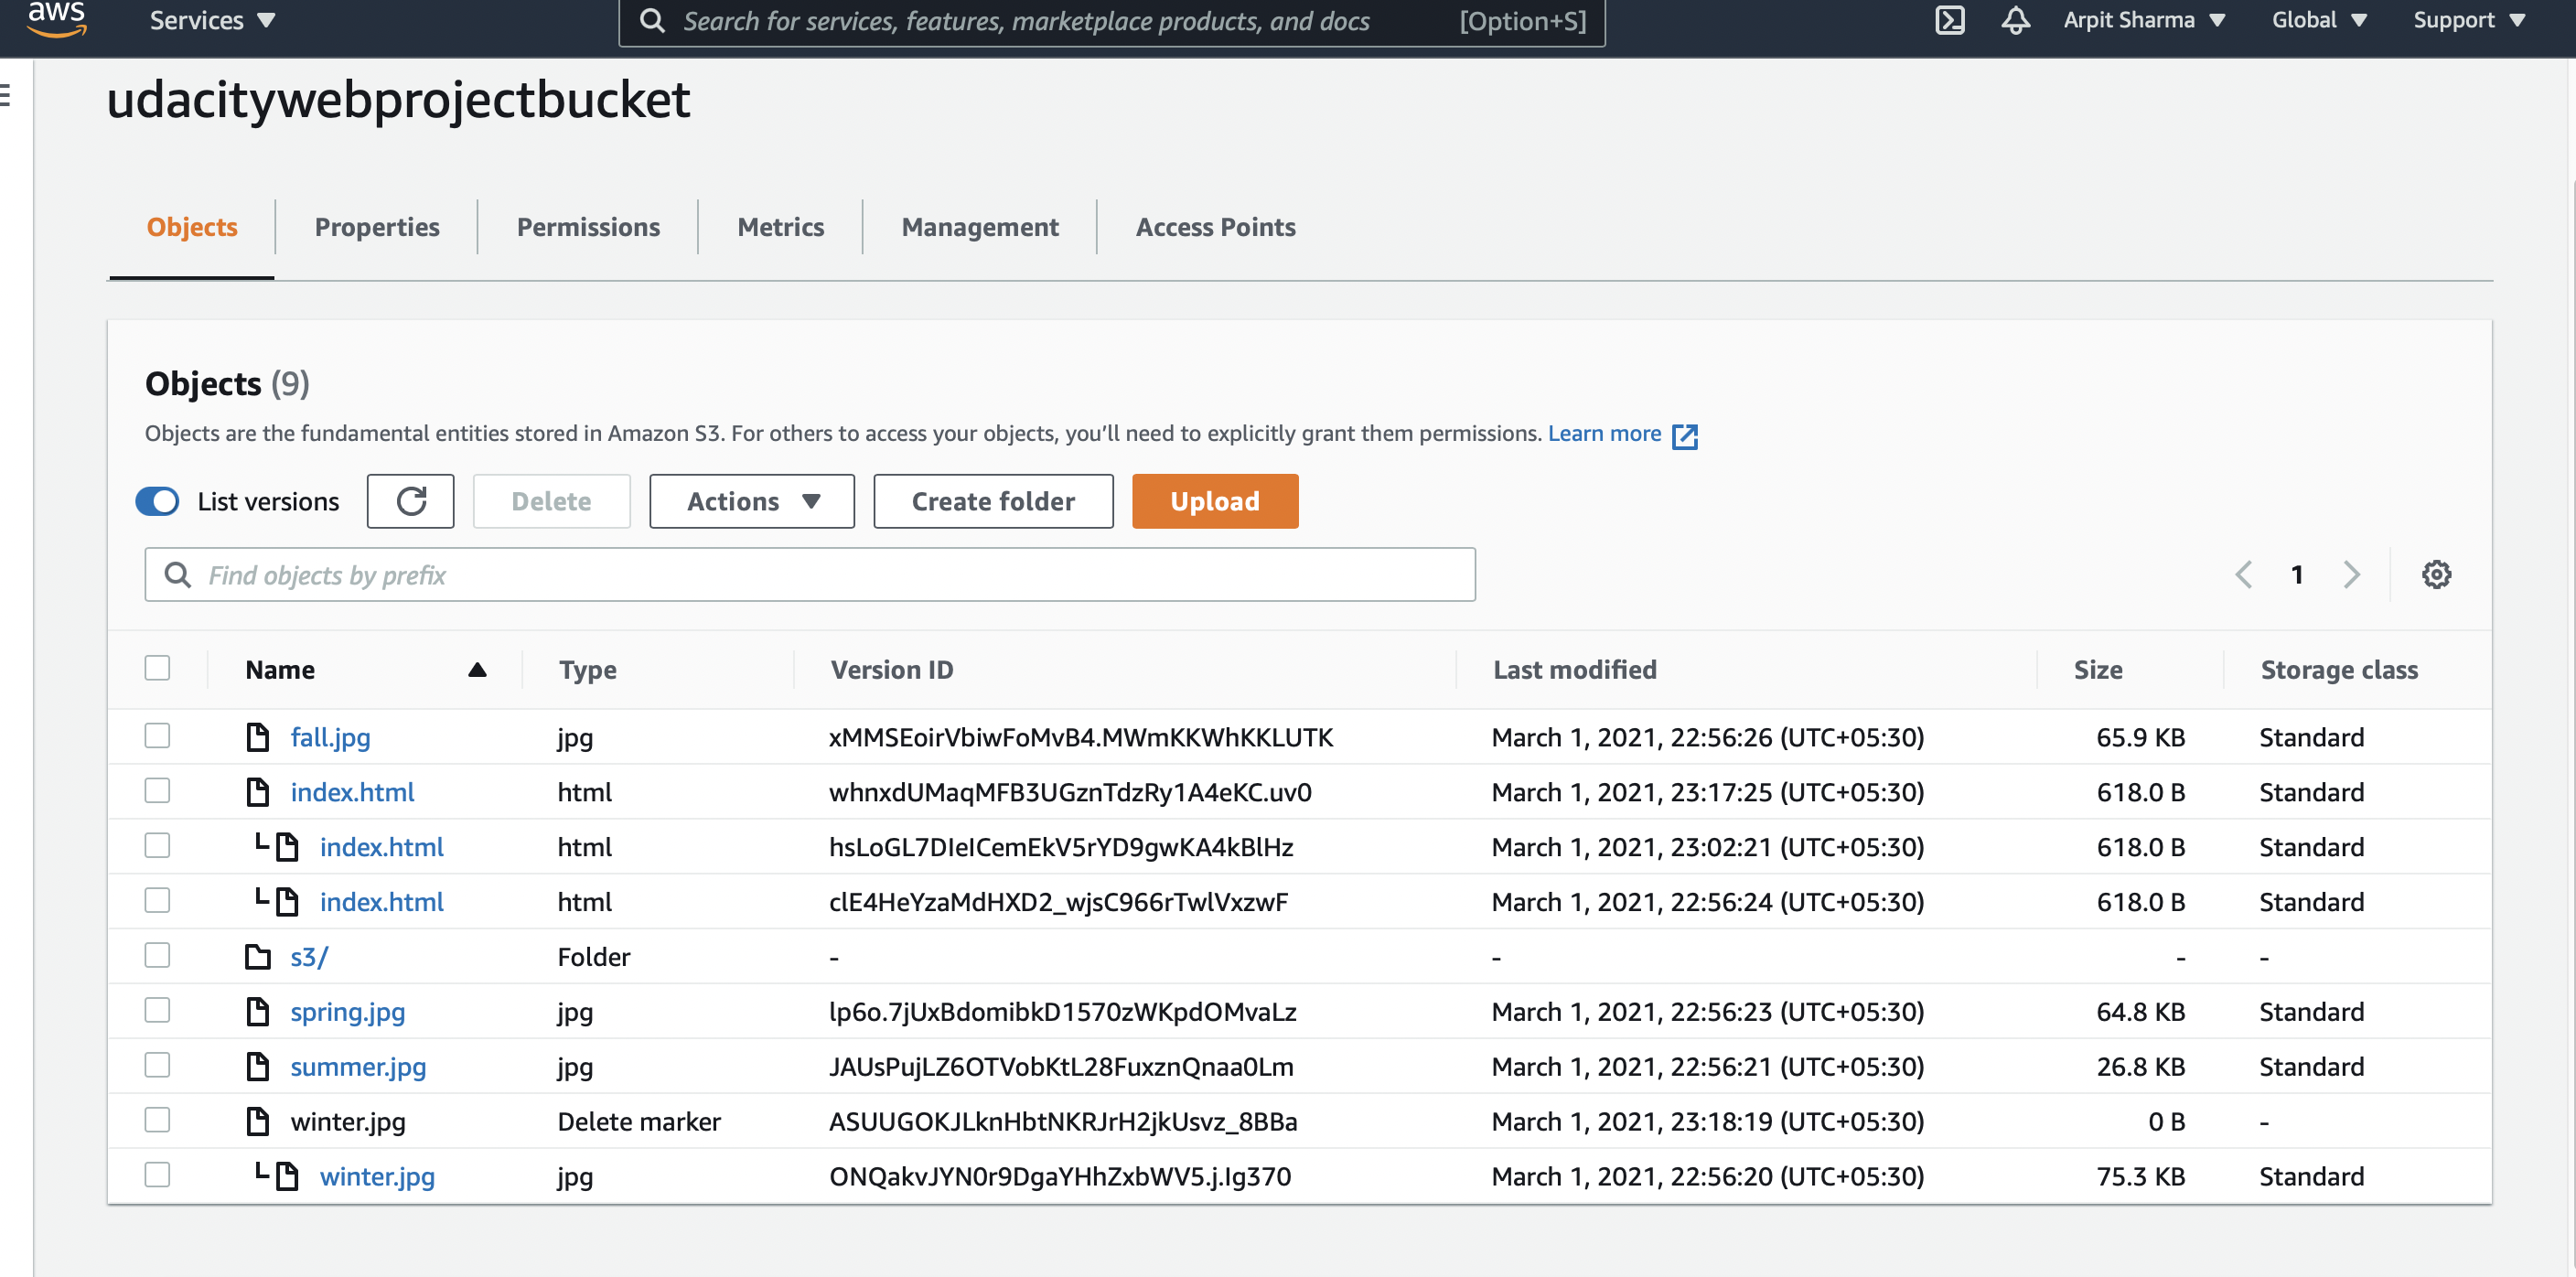 aws Services ▼ Search for services, features, marketplace products, and docs [Option+S] Arpit Sharma ▼ Global ▼ Support ▼
udacitywebprojectbucket
Objects Properties Permissions Metrics Management Access Points
Objects (9)
Objects are the fundamental entities stored in Amazon S3. For others to access your objects, you’ll need to explicitly grant them permissions. Learn more
List versions Delete Actions ▼ Create folder Upload
Find objects by prefix 1
Name ▲ Type Version ID Last modified Size Storage class
fall.jpg jpg xMMSEoirVbiwFoMvB4.MWmKKWhKKLUTK March 1, 2021, 22:56:26 (UTC+05:30) 65.9 KB Standard
index.html html whnxdUMaqMFB3UGznTdzRy1A4eKC.uv0 March 1, 2021, 23:17:25 (UTC+05:30) 618.0 B Standard
index.html html hsLoGL7DIeICemEkV5rYD9gwKA4kBlHz March 1, 2021, 23:02:21 (UTC+05:30) 618.0 B Standard
index.html html clE4HeYzaMdHXD2_wjsC966rTwlVxzwF March 1, 2021, 22:56:24 (UTC+05:30) 618.0 B Standard
s3/ Folder - - - -
spring.jpg jpg lp6o.7jUxBdomibkD1570zWKpdOMvaLz March 1, 2021, 22:56:23 (UTC+05:30) 64.8 KB Standard
summer.jpg jpg JAUsPujLZ6OTVobKtL28FuxznQnaa0Lm March 1, 2021, 22:56:21 (UTC+05:30) 26.8 KB Standard
winter.jpg Delete marker ASUUGOKJLknHbtNKRJrH2jkUsvz_8BBa March 1, 2021, 23:18:19 (UTC+05:30) 0 B -
winter.jpg jpg ONQakvJYN0r9DgaYHhZxbWV5.j.Ig370 March 1, 2021, 22:56:20 (UTC+05:30) 75.3 KB Standard